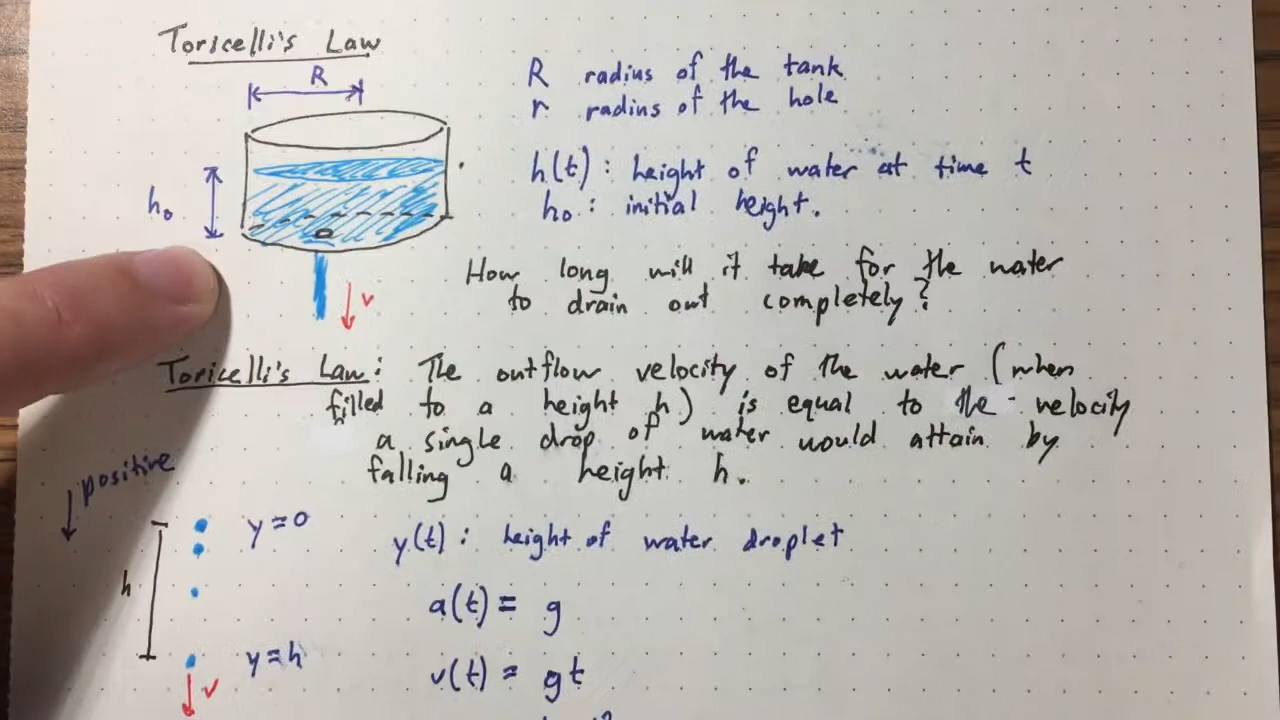 Toricelli's Law
R
R radius of the tank
r radius of the hole
h(t) : height of water at time t
h₀ : initial height.
h₀
How long will it take for the water
to drain out completely?
v
Toricelli's Law : The outflow velocity of the water (when
filled to a height h) is equal to the velocity
a single drop of water would attain by
falling a height h.
positive
y=0
y(t) : height of water droplet
h
a(t) = g
y=h
v(t) = gt
v